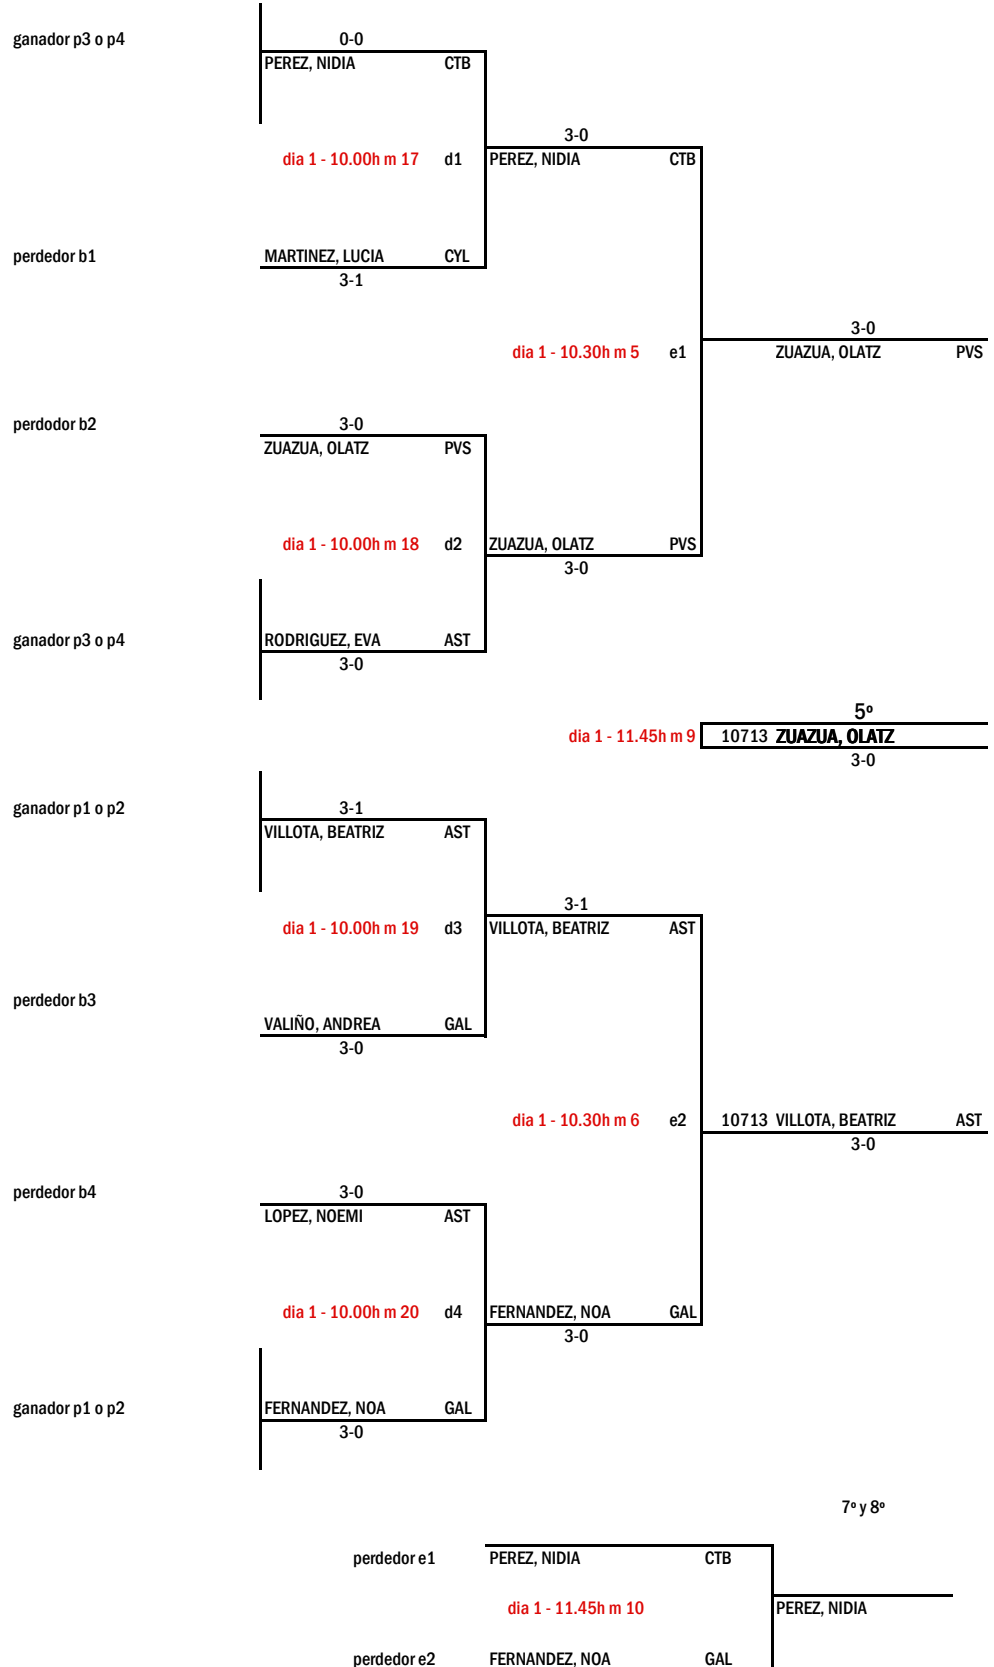 ganador p3 o p4 0-0
PEREZ, NIDIA CTB
3-0
dia 1 - 10.00h m 17 d1 PEREZ, NIDIA CTB
perdedor b1 MARTINEZ, LUCIA CYL
3-1
3-0
dia 1 - 10.30h m 5 e1 ZUAZUA, OLATZ PVS
perdodor b2 3-0
ZUAZUA, OLATZ PVS
dia 1 - 10.00h m 18 d2 ZUAZUA, OLATZ PVS
3-0
ganador p3 o p4 RODRIGUEZ, EVA AST
3-0
5º
dia 1 - 11.45h m 9 10713 ZUAZUA, OLATZ
3-0
ganador p1 o p2 3-1
VILLOTA, BEATRIZ AST
3-1
dia 1 - 10.00h m 19 d3 VILLOTA, BEATRIZ AST
perdedor b3
VALIÑO, ANDREA GAL
3-0
dia 1 - 10.30h m 6 e2 10713 VILLOTA, BEATRIZ AST
3-0
perdedor b4 3-0
LOPEZ, NOEMI AST
dia 1 - 10.00h m 20 d4 FERNANDEZ, NOA GAL
3-0
ganador p1 o p2 FERNANDEZ, NOA GAL
3-0
7º y 8º
perdedor e1 PEREZ, NIDIA CTB
dia 1 - 11.45h m 10 PEREZ, NIDIA
perdedor e2 FERNANDEZ, NOA GAL